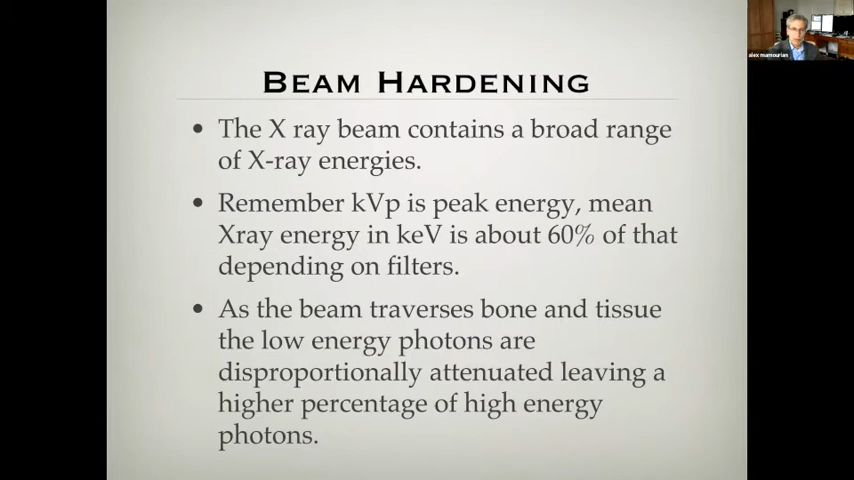 BEAM HARDENING
• The X ray beam contains a broad range
of X-ray energies.
• Remember kVp is peak energy, mean
Xray energy in keV is about 60% of that
depending on filters.
• As the beam traverses bone and tissue
the low energy photons are
disproportionally attenuated leaving a
higher percentage of high energy
photons.
alex mamourian